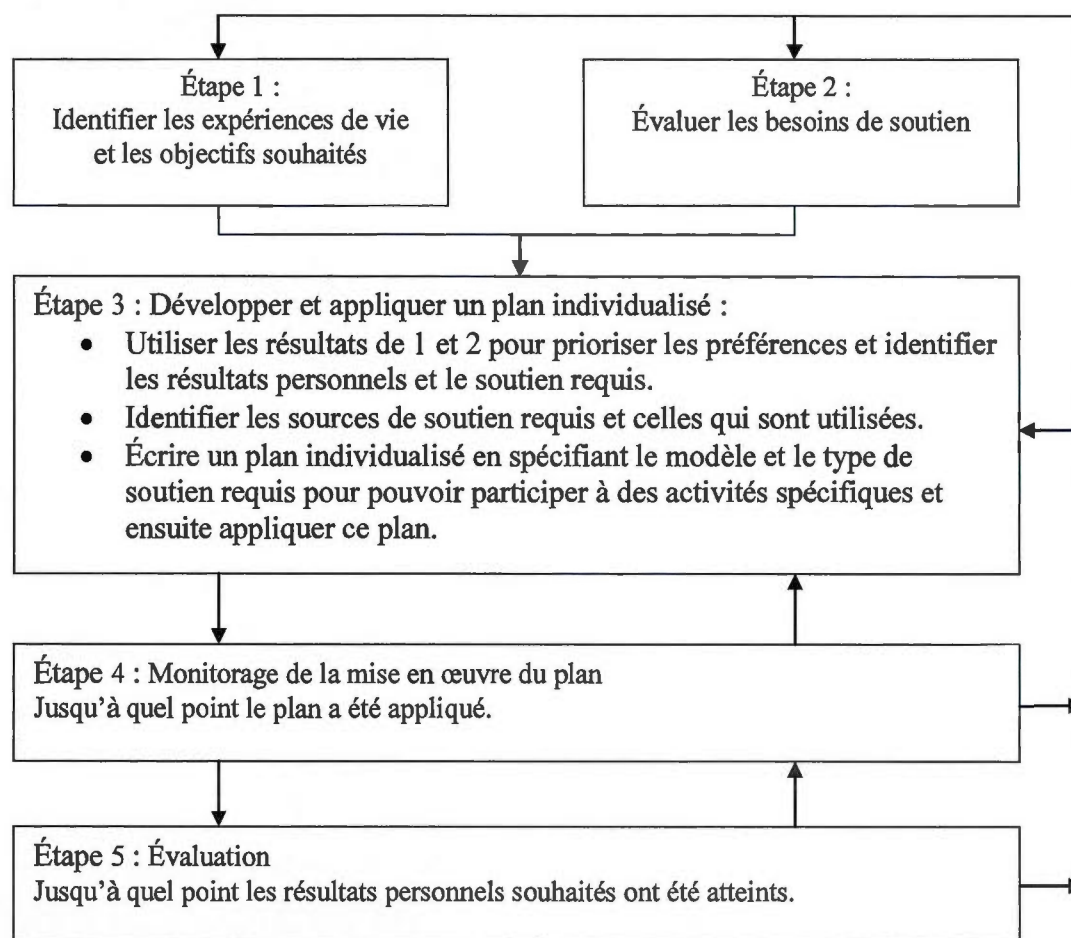 Étape 1 :
Identifier les expériences de vie
et les objectifs souhaités
Étape 2 :
Évaluer les besoins de soutien
Étape 3 : Développer et appliquer un plan individualisé :
• Utiliser les résultats de 1 et 2 pour prioriser les préférences et identifier
les résultats personnels et le soutien requis.
• Identifier les sources de soutien requis et celles qui sont utilisées.
• Écrire un plan individualisé en spécifiant le modèle et le type de
soutien requis pour pouvoir participer à des activités spécifiques et
ensuite appliquer ce plan.
Étape 4 : Monitorage de la mise en œuvre du plan
Jusqu'à quel point le plan a été appliqué.
Étape 5 : Évaluation
Jusqu'à quel point les résultats personnels souhaités ont été atteints.